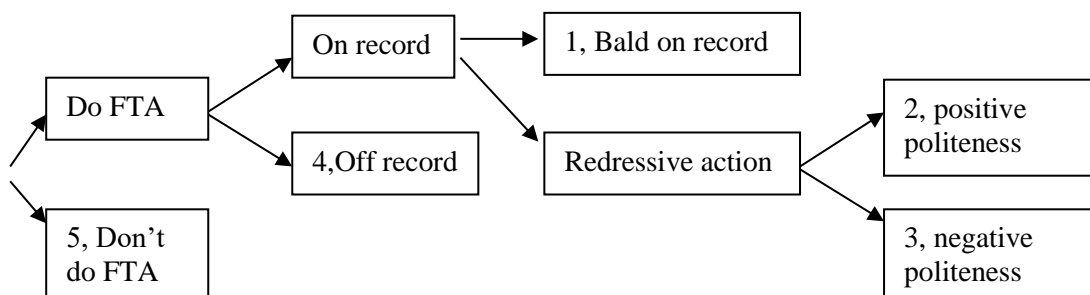 On record
1, Bald on record
Do FTA
4,Off record
Redressive action
2, positive
politeness
5, Don’t
do FTA
3, negative
politeness